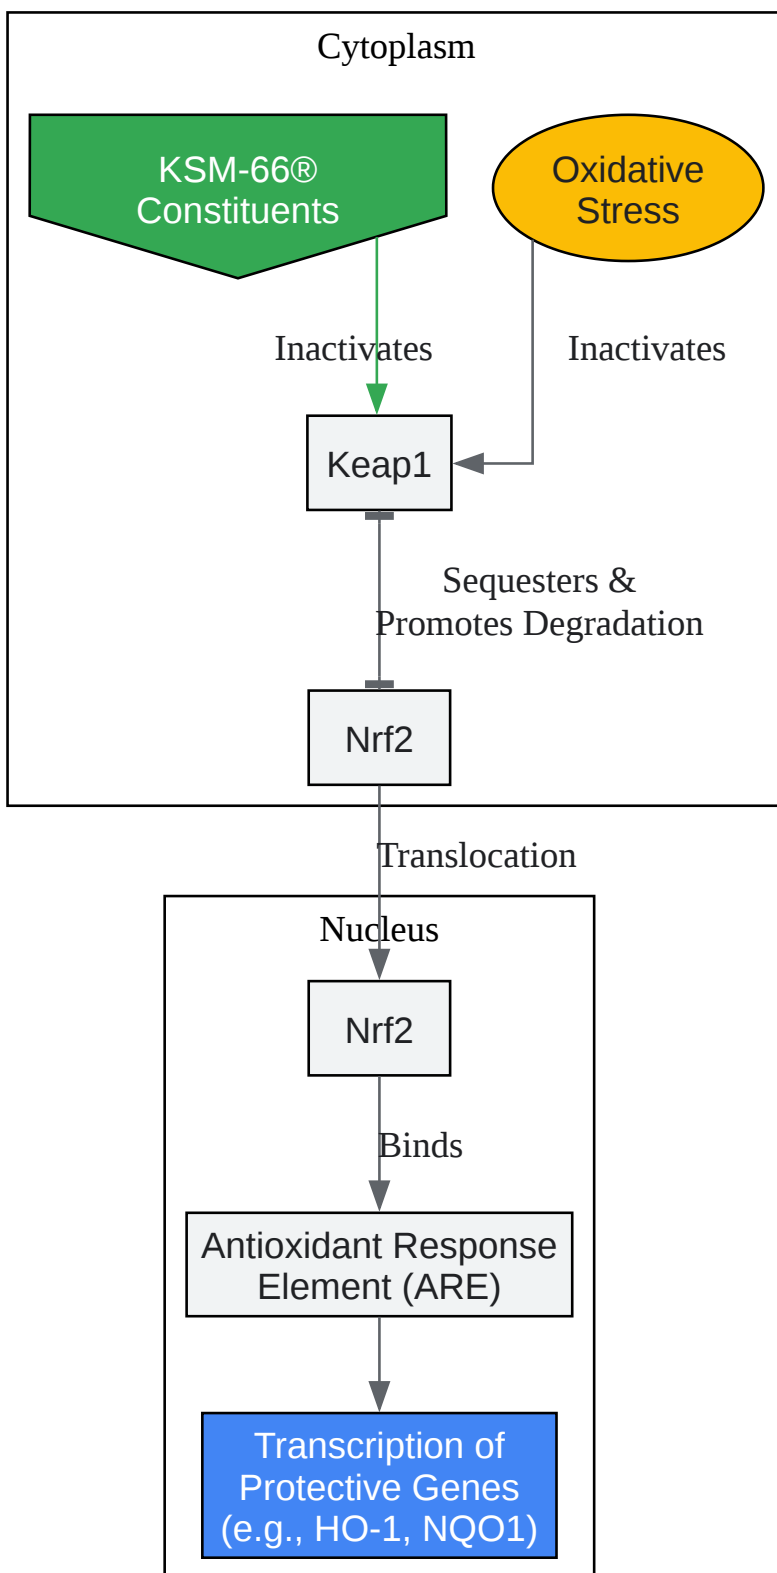 Cytoplasm
KSM-66®
Constituents
Oxidative
Stress
Inactivates
Inactivates
Keap1
Sequesters &
Promotes Degradation
Nrf2
Translocation
Nucleus
Nrf2
Binds
Antioxidant Response
Element (ARE)
Transcription of
Protective Genes
(e.g., HO-1, NQO1)